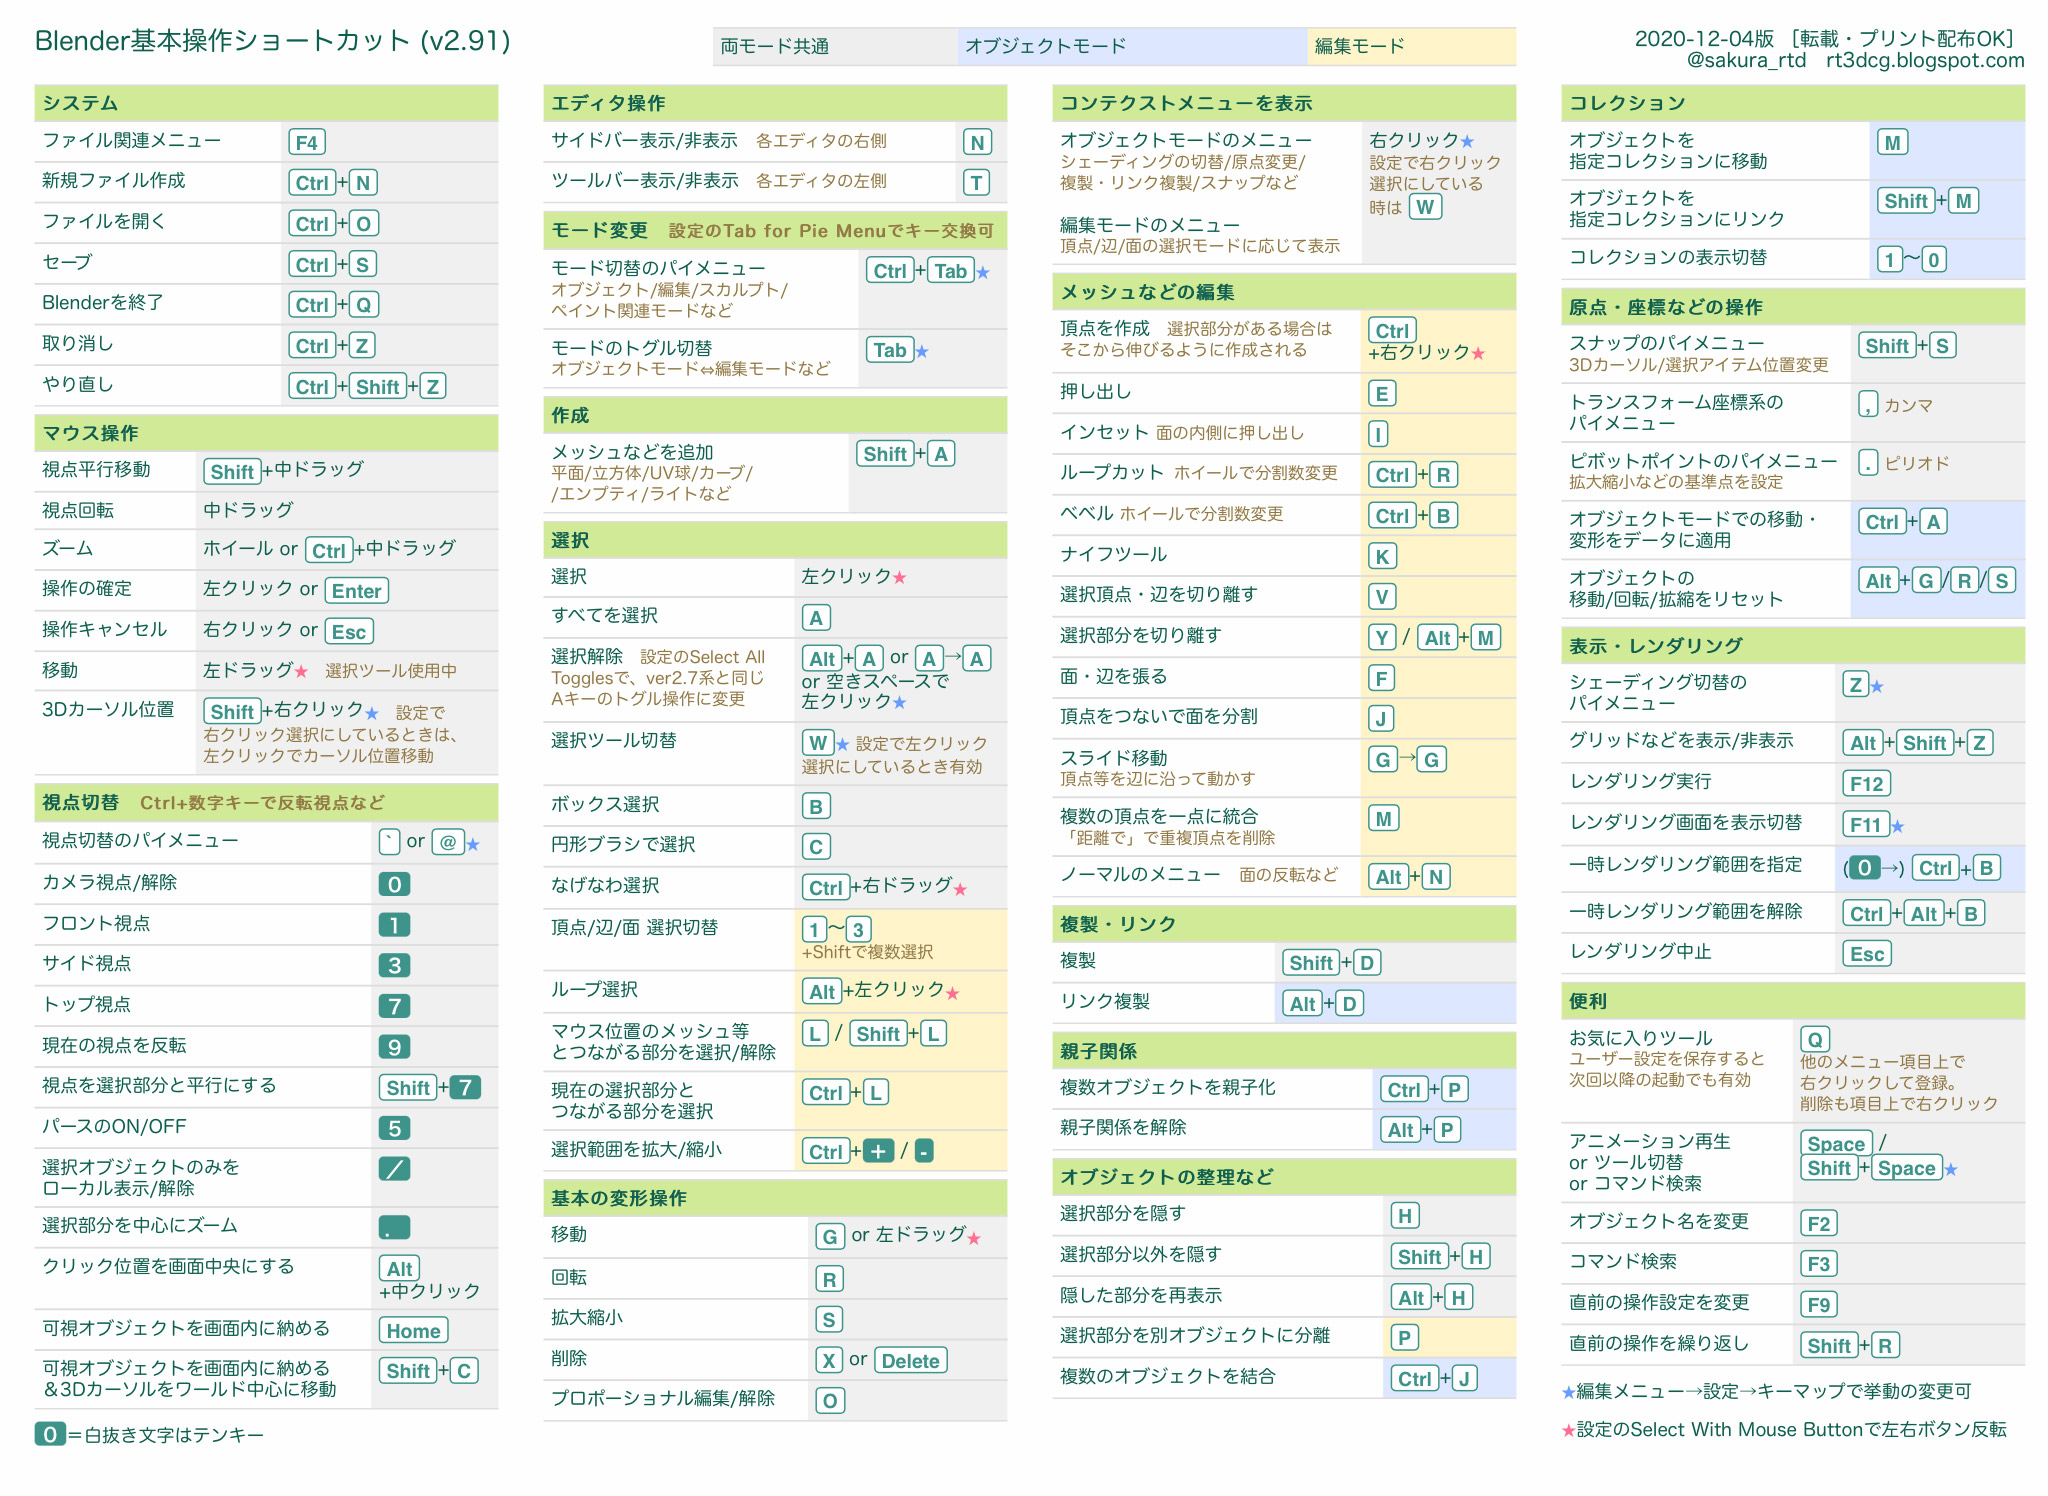 Blender基本操作ショートカット (v2.91)
両モード共通 オブジェクトモード 編集モード
2020-12-04版 [転載・プリント配布OK]
@sakura_rtd rt3dcg.blogspot.com
システム
ファイル関連メニュー F4
新規ファイル作成 Ctrl+N
ファイルを開く Ctrl+O
セーブ Ctrl+S
Blenderを終了 Ctrl+Q
取り消し Ctrl+Z
やり直し Ctrl+Shift+Z
マウス操作
視点平行移動 Shift+中ドラッグ
視点回転 中ドラッグ
ズーム ホイール or Ctrl+中ドラッグ
操作の確定 左クリック or Enter
操作キャンセル 右クリック or Esc
移動 左ドラッグ★ 選択ツール使用中
3Dカーソル位置 Shift+右クリック★ 設定で
右クリック選択にしているときは、
左クリックでカーソル位置移動
視点切替 Ctrl+数字キーで反転視点など
視点切替のパイメニュー ` or @★
カメラ視点/解除 0
フロント視点 1
サイド視点 3
トップ視点 7
現在の視点を反転 9
視点を選択部分と平行にする Shift+7
パースのON/OFF 5
選択オブジェクトのみを
ローカル表示/解除 /
選択部分を中心にズーム .
クリック位置を画面中央にする Alt
+中クリック
可視オブジェクトを画面内に納める Home
可視オブジェクトを画面内に納める Shift+C
&3Dカーソルをワールド中心に移動
0=白抜き文字はテンキー
エディタ操作
サイドバー表示/非表示 各エディタの右側 N
ツールバー表示/非表示 各エディタの左側 T
モード変更 設定のTab for Pie Menuでキー交換可
モード切替のパイメニュー Ctrl+Tab★
オブジェクト/編集/スカルプト/
ペイント関連モードなど
モードのトグル切替 Tab★
オブジェクトモード⇔編集モードなど
作成
メッシュなどを追加 Shift+A
平面/立方体/UV球/カーブ/
/エンプティ/ライトなど
選択
選択 左クリック★
すべてを選択 A
選択解除 設定のSelect All Alt+A or A→A
Togglesで、ver2.7系と同じ or 空きスペースで
Aキーのトグル操作に変更 左クリック★
選択ツール切替 W★ 設定で左クリック
選択にしているとき有効
ボックス選択 B
円形ブラシで選択 C
なげなわ選択 Ctrl+右ドラッグ★
頂点/辺/面 選択切替 1〜3
+Shiftで複数選択
ループ選択 Alt+左クリック★
マウス位置のメッシュ等 L / Shift+L
とつながる部分を選択/解除
現在の選択部分と Ctrl+L
つながる部分を選択
選択範囲を拡大/縮小 Ctrl++ / -
基本の変形操作
移動 G or 左ドラッグ★
回転 R
拡大縮小 S
削除 X or Delete
プロポーショナル編集/解除 O
コンテクストメニューを表示
オブジェクトモードのメニュー 右クリック★
シェーディングの切替/原点変更/ 設定で右クリック
複製・リンク複製/スナップなど 選択にしている
時は W
編集モードのメニュー
頂点/辺/面の選択モードに応じて表示
メッシュなどの編集
頂点を作成 選択部分がある場合は Ctrl
そこから伸びるように作成される +右クリック★
押し出し E
インセット 面の内側に押し出し I
ループカット ホイールで分割数変更 Ctrl+R
ベベル ホイールで分割数変更 Ctrl+B
ナイフツール K
選択頂点・辺を切り離す V
選択部分を切り離す Y / Alt+M
面・辺を張る F
頂点をつないで面を分割 J
スライド移動 G→G
頂点等を辺に沿って動かす
複数の頂点を一点に統合 M
「距離で」で重複頂点を削除
ノーマルのメニュー 面の反転など Alt+N
複製・リンク
複製 Shift+D
リンク複製 Alt+D
親子関係
複数オブジェクトを親子化 Ctrl+P
親子関係を解除 Alt+P
オブジェクトの整理など
選択部分を隠す H
選択部分以外を隠す Shift+H
隠した部分を再表示 Alt+H
選択部分を別オブジェクトに分離 P
複数のオブジェクトを結合 Ctrl+J
コレクション
オブジェクトを M
指定コレクションに移動
オブジェクトを Shift+M
指定コレクションにリンク
コレクションの表示切替 1〜0
原点・座標などの操作
スナップのパイメニュー Shift+S
3Dカーソル/選択アイテム位置変更
トランスフォーム座標系の , カンマ
パイメニュー
ピボットポイントのパイメニュー . ピリオド
拡大縮小などの基準点を設定
オブジェクトモードでの移動・ Ctrl+A
変形をデータに適用
オブジェクトの Alt+G/R/S
移動/回転/拡縮をリセット
表示・レンダリング
シェーディング切替の Z★
パイメニュー
グリッドなどを表示/非表示 Alt+Shift+Z
レンダリング実行 F12
レンダリング画面を表示切替 F11★
一時レンダリング範囲を指定 (0→) Ctrl+B
一時レンダリング範囲を解除 Ctrl+Alt+B
レンダリング中止 Esc
便利
お気に入りツール Q
ユーザー設定を保存すると 他のメニュー項目上で
次回以降の起動でも有効 右クリックして登録。
削除も項目上で右クリック
アニメーション再生 Space /
or ツール切替 Shift+Space★
or コマンド検索
オブジェクト名を変更 F2
コマンド検索 F3
直前の操作設定を変更 F9
直前の操作を繰り返し Shift+R
★編集メニュー→設定→キーマップで挙動の変更可
★設定のSelect With Mouse Buttonで左右ボタン反転